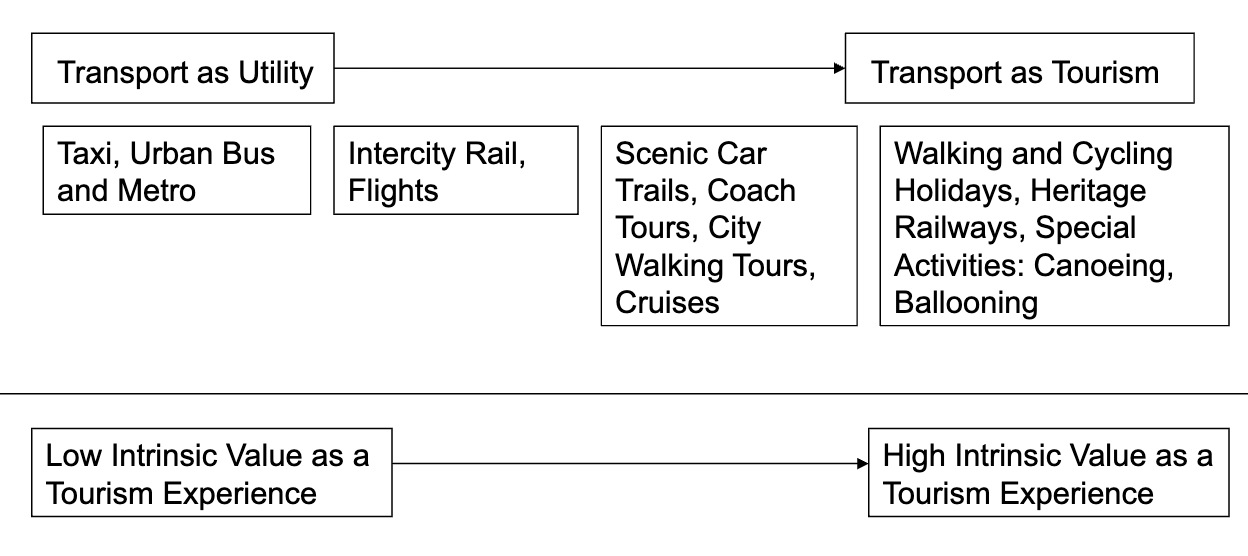 Transport as Utility
Transport as Tourism
Taxi, Urban Bus
and Metro
Intercity Rail,
Flights
Scenic Car
Trails, Coach
Tours, City
Walking Tours,
Cruises
Walking and Cycling
Holidays, Heritage
Railways, Special
Activities: Canoeing,
Ballooning
Low Intrinsic Value as a
Tourism Experience
High Intrinsic Value as a
Tourism Experience